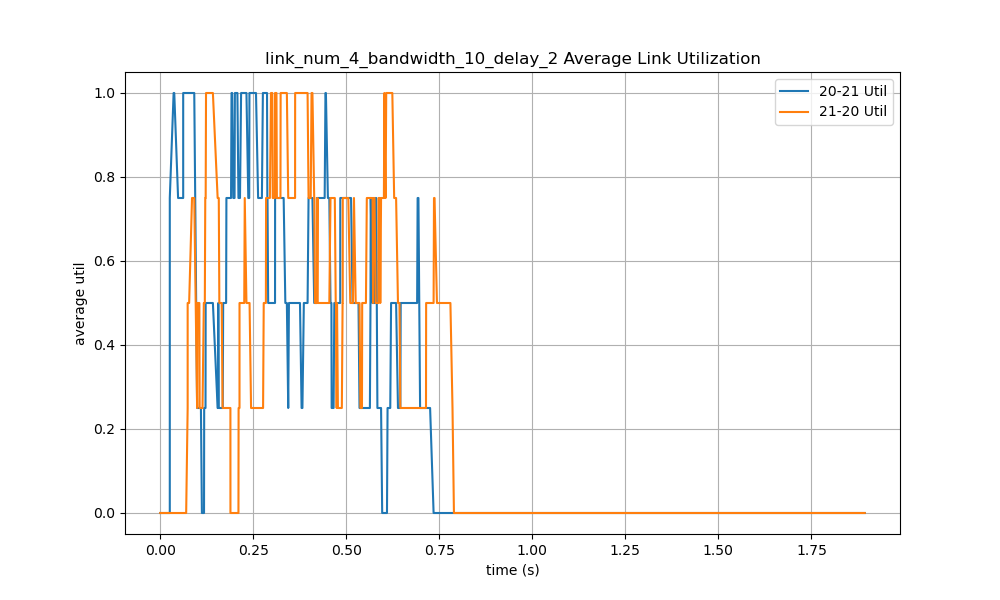 link_num_4_bandwidth_10_delay_2 Average Link Utilization
20-21 Util
21-20 Util
average util
1.0
0.8
0.6
0.4
0.2
0.0
0.00 0.25 0.50 0.75 1.00 1.25 1.50 1.75
time (s)